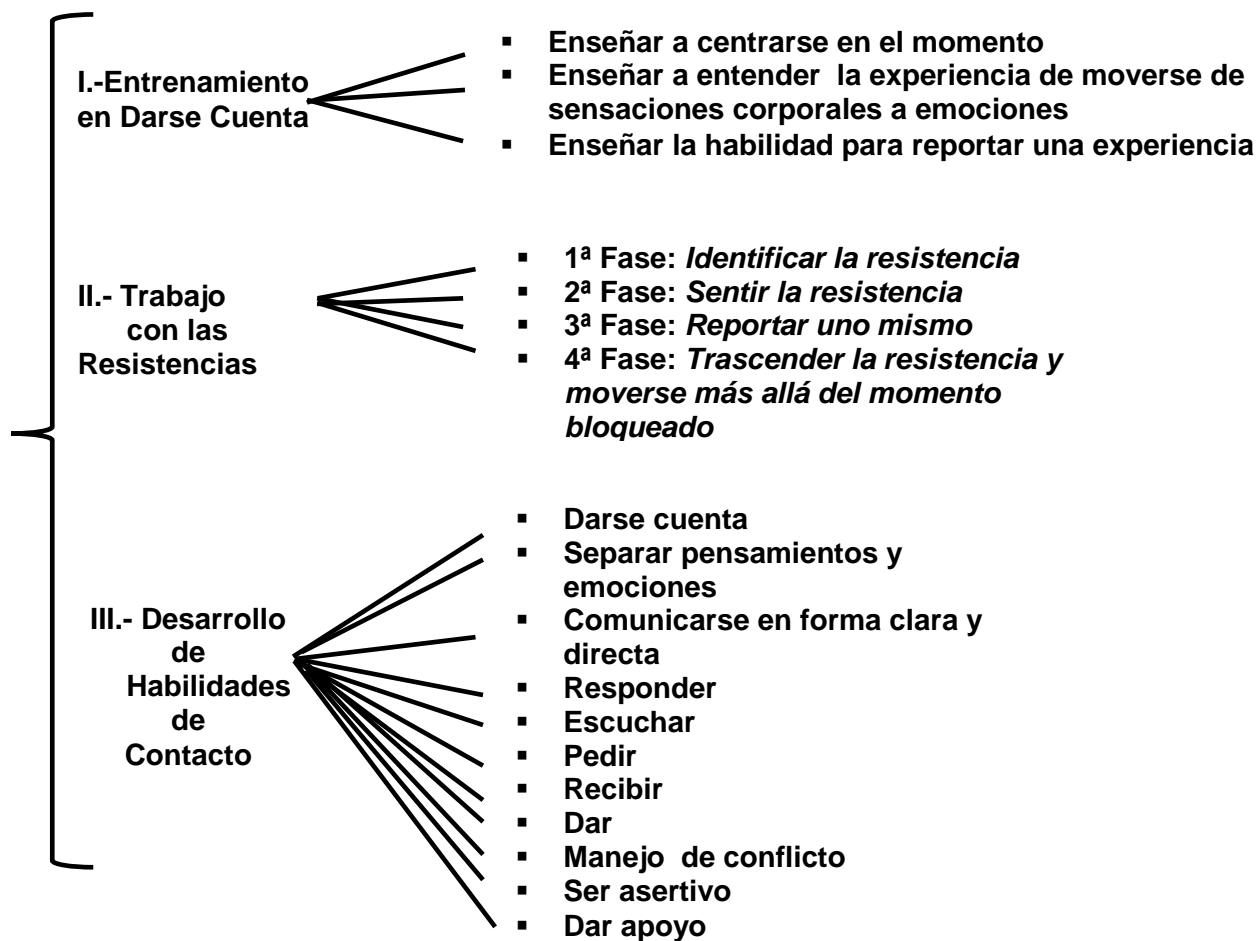 I.-Entrenamiento
en Darse Cuenta
▪ Enseñar a centrarse en el momento
▪ Enseñar a entender la experiencia de moverse de
sensaciones corporales a emociones
▪ Enseñar la habilidad para reportar una experiencia
II.- Trabajo
con las
Resistencias
▪ 1ª Fase: Identificar la resistencia
▪ 2ª Fase: Sentir la resistencia
▪ 3ª Fase: Reportar uno mismo
▪ 4ª Fase: Trascender la resistencia y
moverse más allá del momento
bloqueado
III.- Desarrollo
de
Habilidades
de
Contacto
▪ Darse cuenta
▪ Separar pensamientos y
emociones
▪ Comunicarse en forma clara y
directa
▪ Responder
▪ Escuchar
▪ Pedir
▪ Recibir
▪ Dar
▪ Manejo de conflicto
▪ Ser asertivo
▪ Dar apoyo